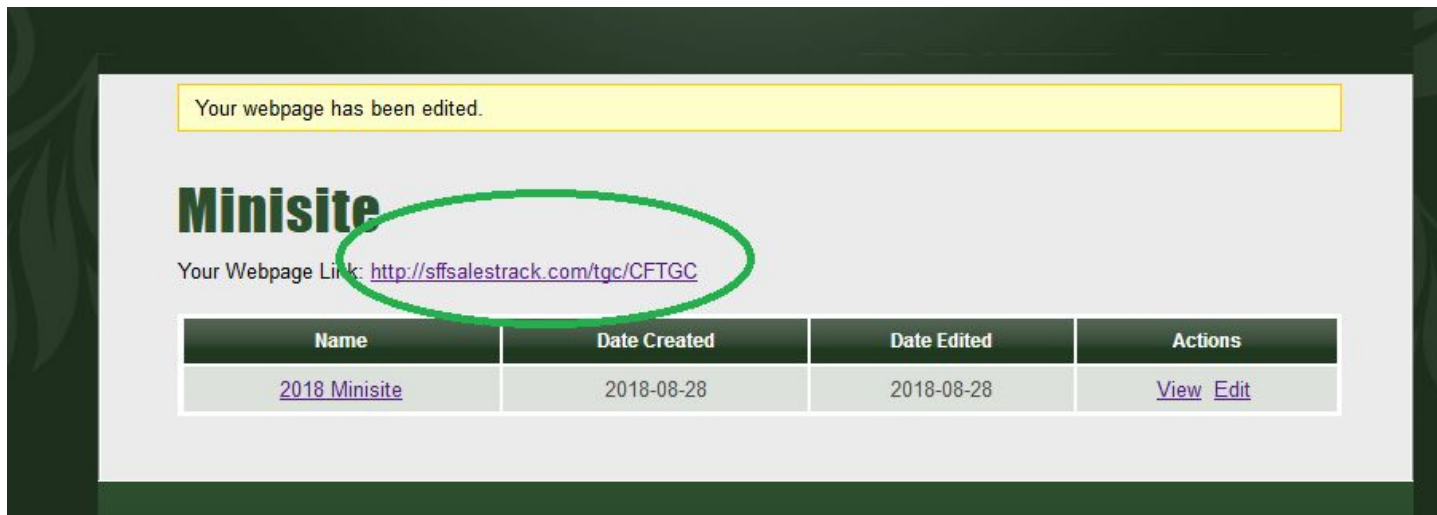 Your webpage has been edited.
Minisite
Your Webpage Link: http://sffsalestrack.com/tgc/CFTGC
Name Date Created Date Edited Actions
2018 Minisite 2018-08-28 2018-08-28 View Edit